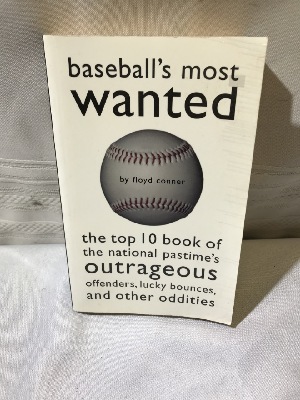 baseball's most
wanted
by floyd conner
the top 10 book of
the national pastime's
outrageous
offenders, lucky bounces,
and other oddities